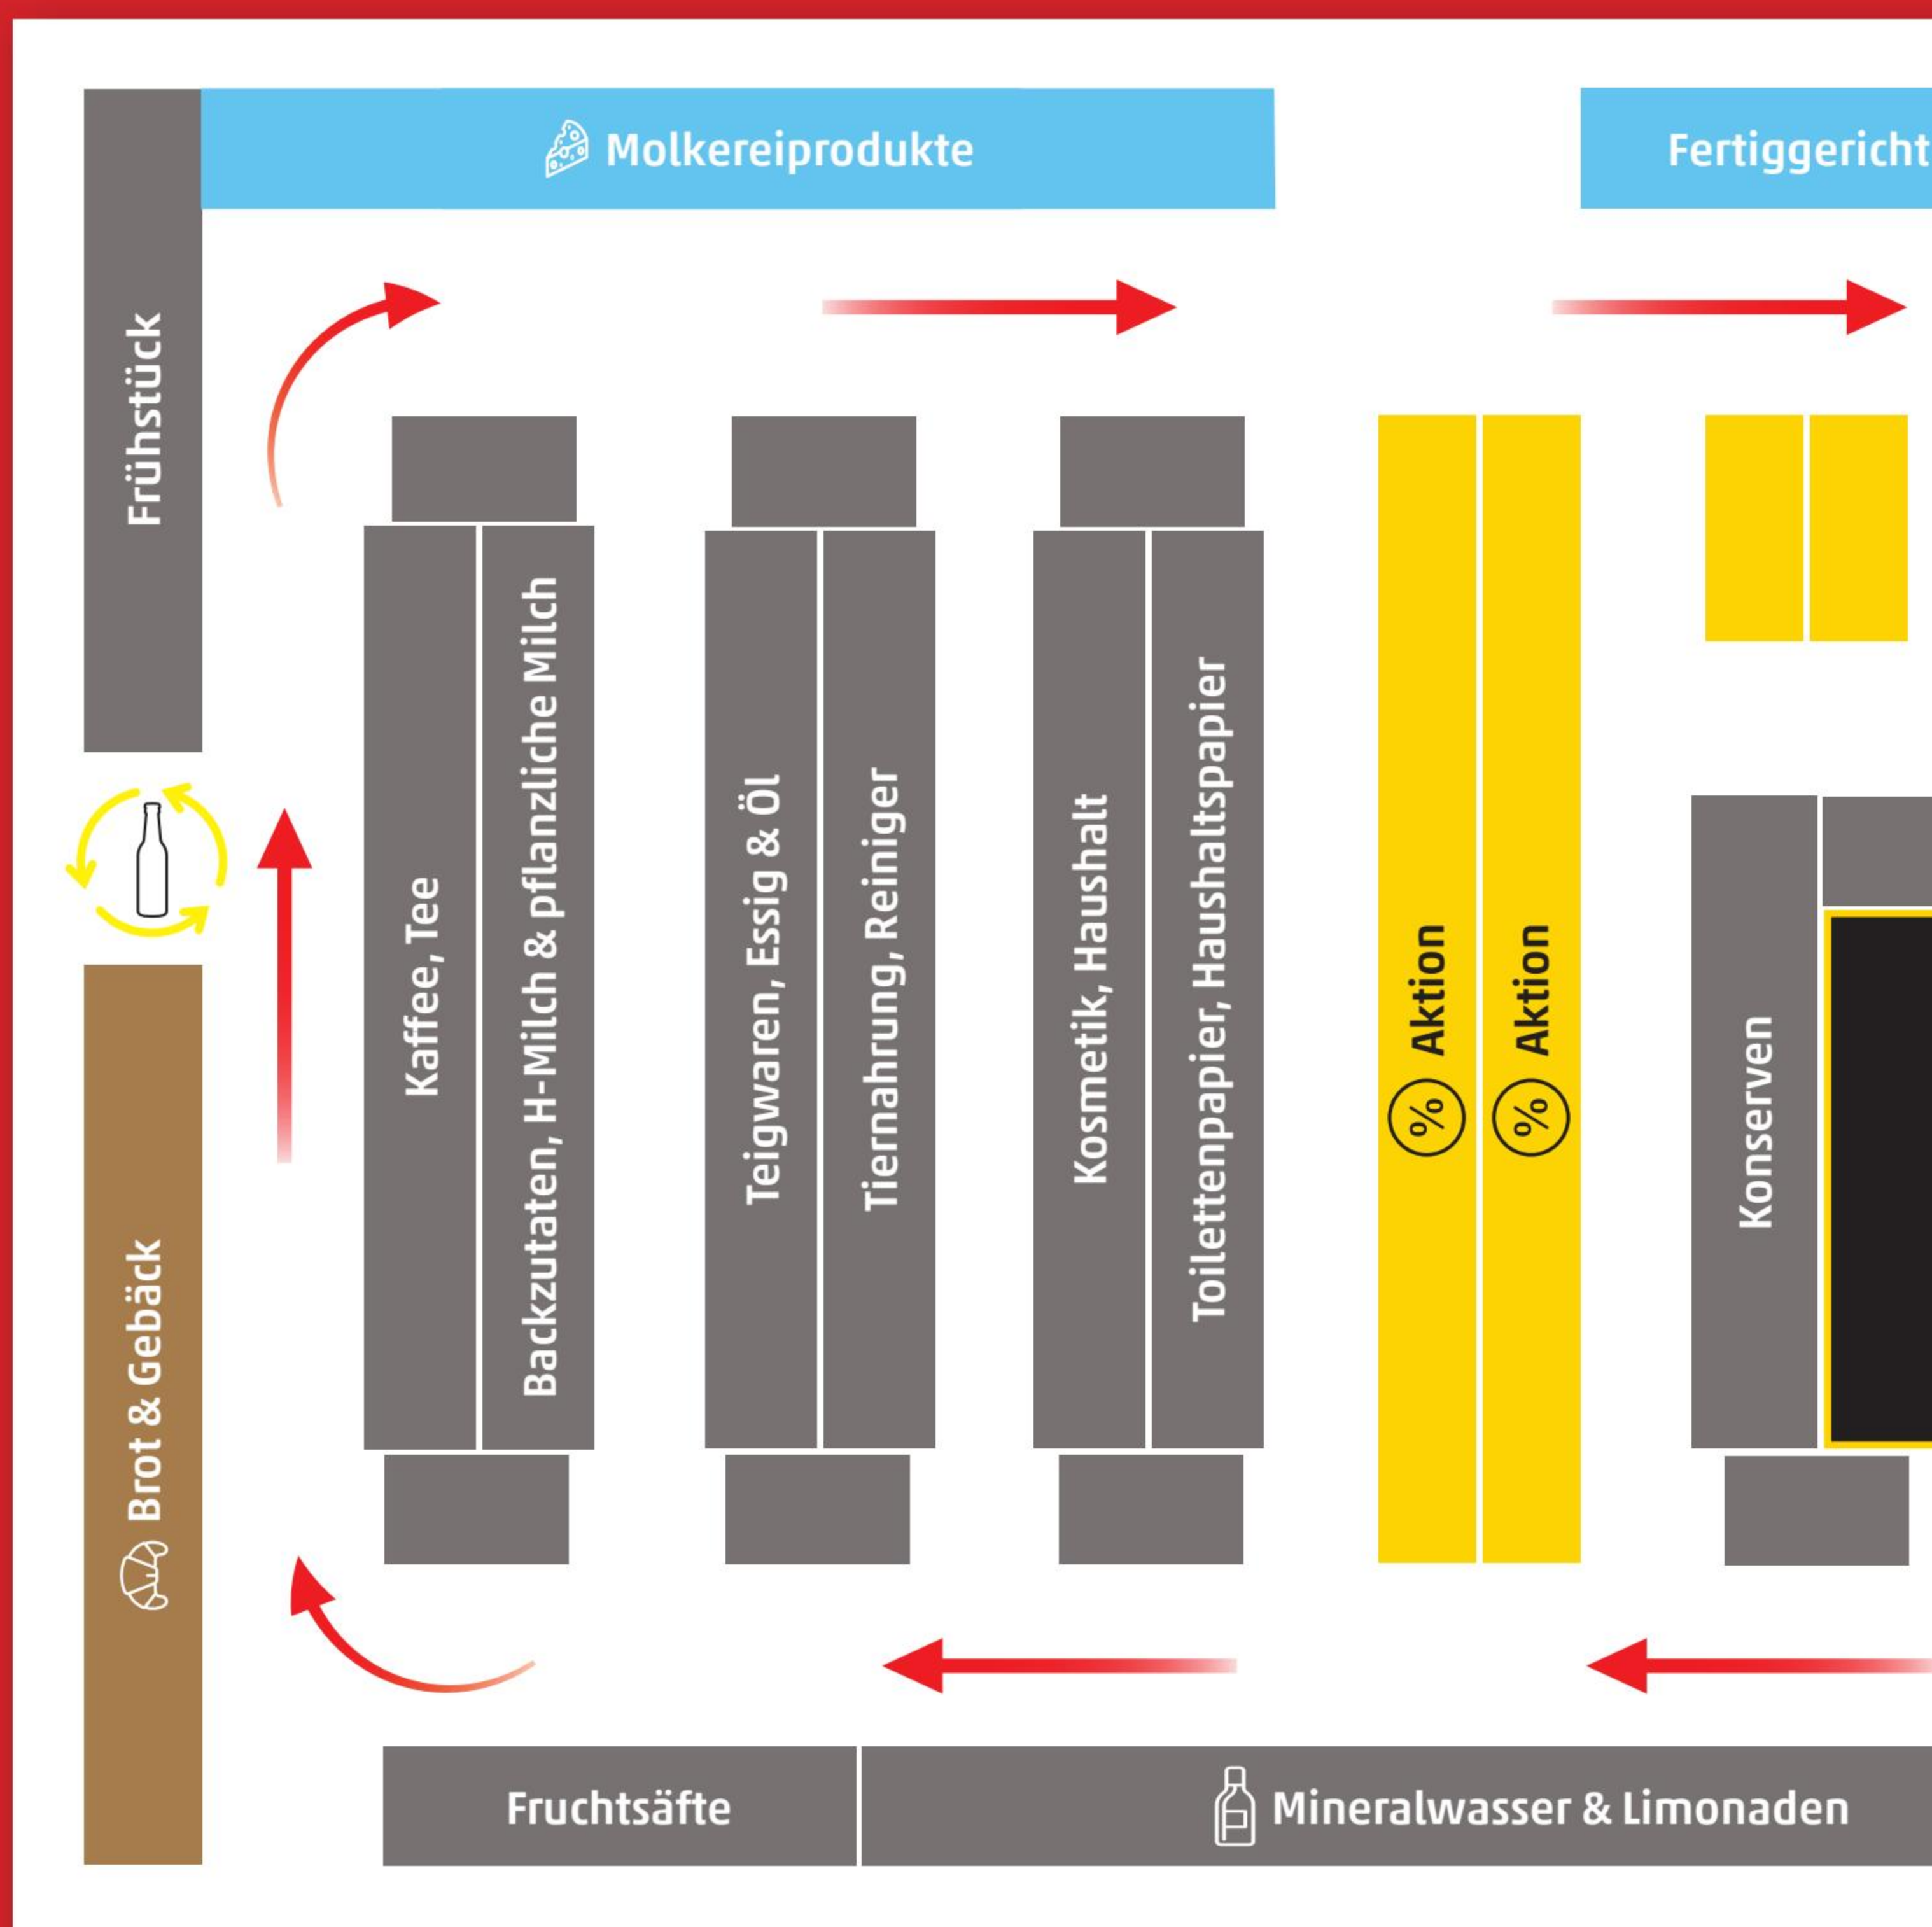 Molkereiprodukte
Fertiggericht
Frühstück
Brot & Gebäck
Kaffee, Tee
Backzutaten, H-Milch & pflanzliche Milch
Teigwaren, Essig & Öl
Tiernahrung, Reiniger
Kosmetik, Haushalt
Toilettenpapier, Haushaltspapier
% Aktion
% Aktion
Konserven
Fruchtsäfte
Mineralwasser & Limonaden